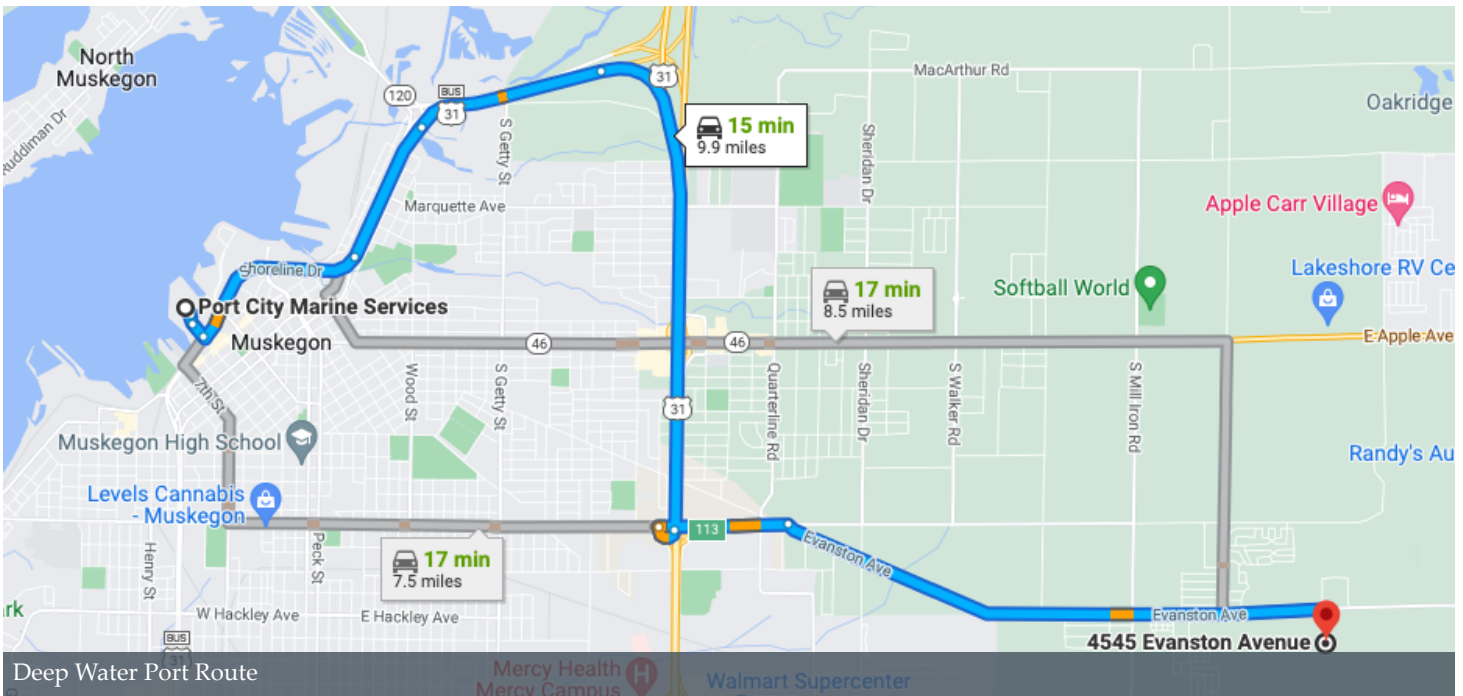 North
Muskegon
Ruddiman Dr
120
BUS
31
31
MacArthur Rd
Oakridge
15 min
9.9 miles
S Getty St
Sheridan Dr
Marquette Ave
Apple Carr Village
Shoreline Dr
Port City Marine Services
Muskegon
17 min
8.5 miles
Softball World
Lakeshore RV Ce
46
46
E Apple Ave
7th St
Wood St
S Getty St
31
Quarterline Rd
Sheridan Dr
S Walker Rd
S Mill Iron Rd
Muskegon High School
Randy's Au
Levels Cannabis
- Muskegon
113
Evanston Ave
Henry St
Peck St
17 min
7.5 miles
rk
W Hackley Ave
E Hackley Ave
Evanston Ave
BUS
31
4545 Evanston Avenue
Deep Water Port Route
Mercy Health
Mercy Campus
H
Walmart Supercenter